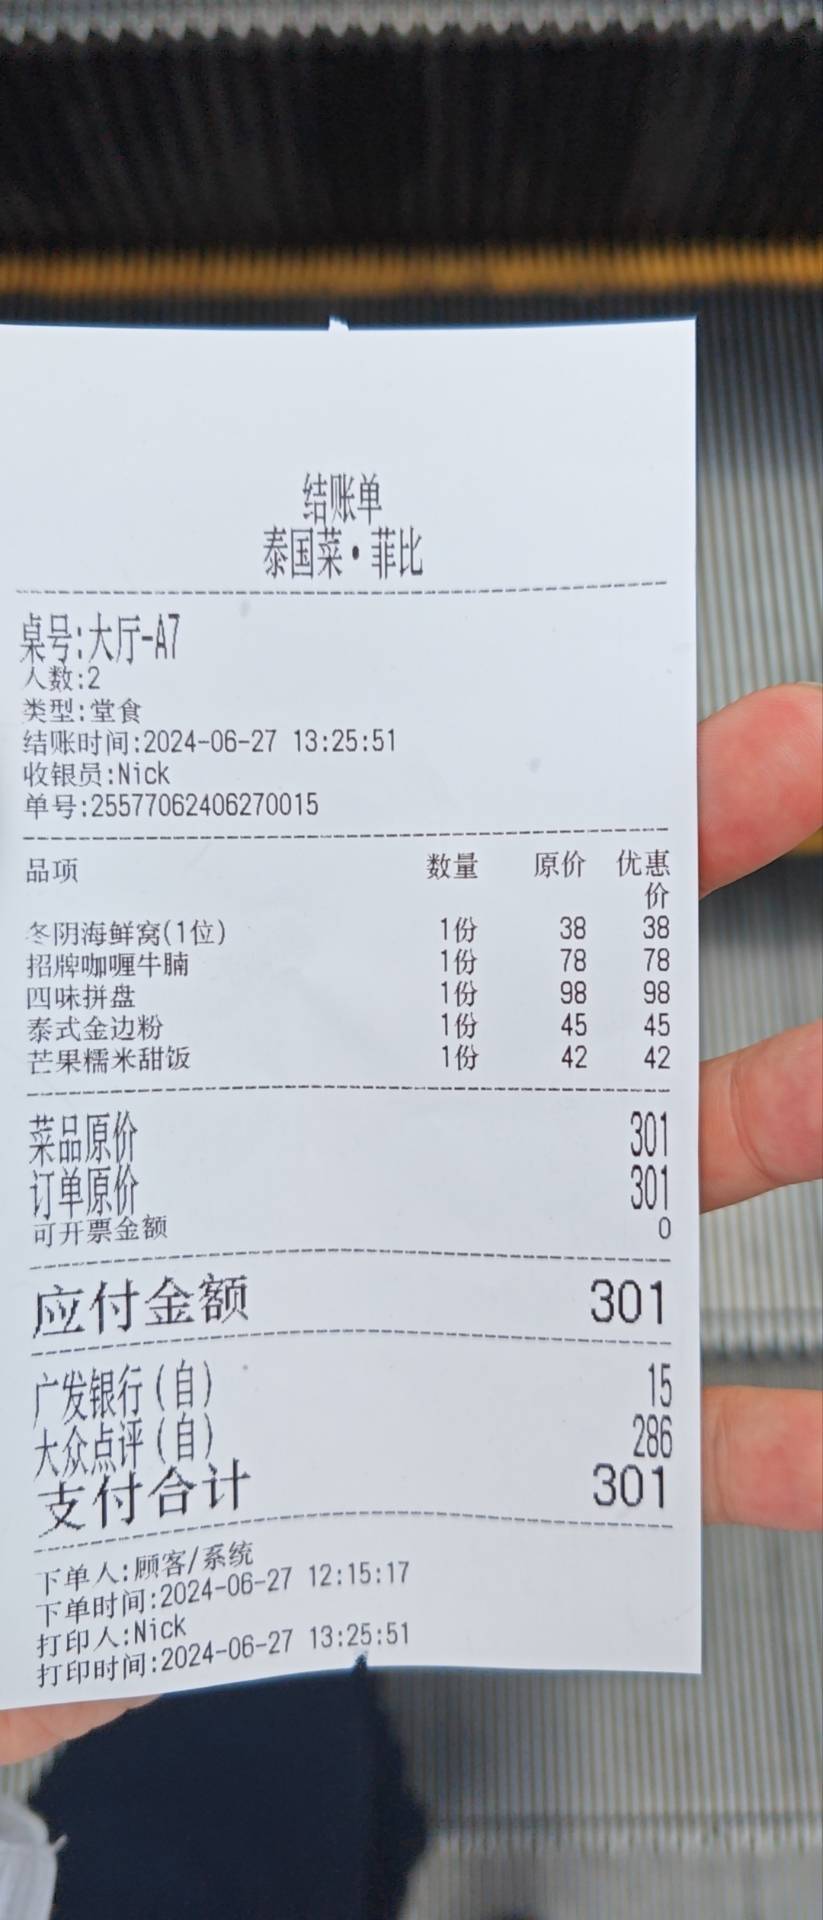 结账单
泰国菜·菲比
桌号:大厅-A7
人数:2
类型:堂食
结账时间:2024-06-27 13:25:51
收银员:Nick
单号:25577062406270015
品项 数量 原价 优惠价
冬阴海鲜窝(1位) 1份 38 38
招牌咖喱牛腩 1份 78 78
四味拼盘 1份 98 98
泰式金边粉 1份 45 45
芒果糯米甜饭 1份 42 42
菜品原价 301
订单原价 301
可开票金额 0
应付金额 301
广发银行(自) 15
大众点评(自) 286
支付合计 301
下单人:顾客/系统
下单时间:2024-06-27 12:15:17
打印人:Nick
打印时间:2024-06-27 13:25:51